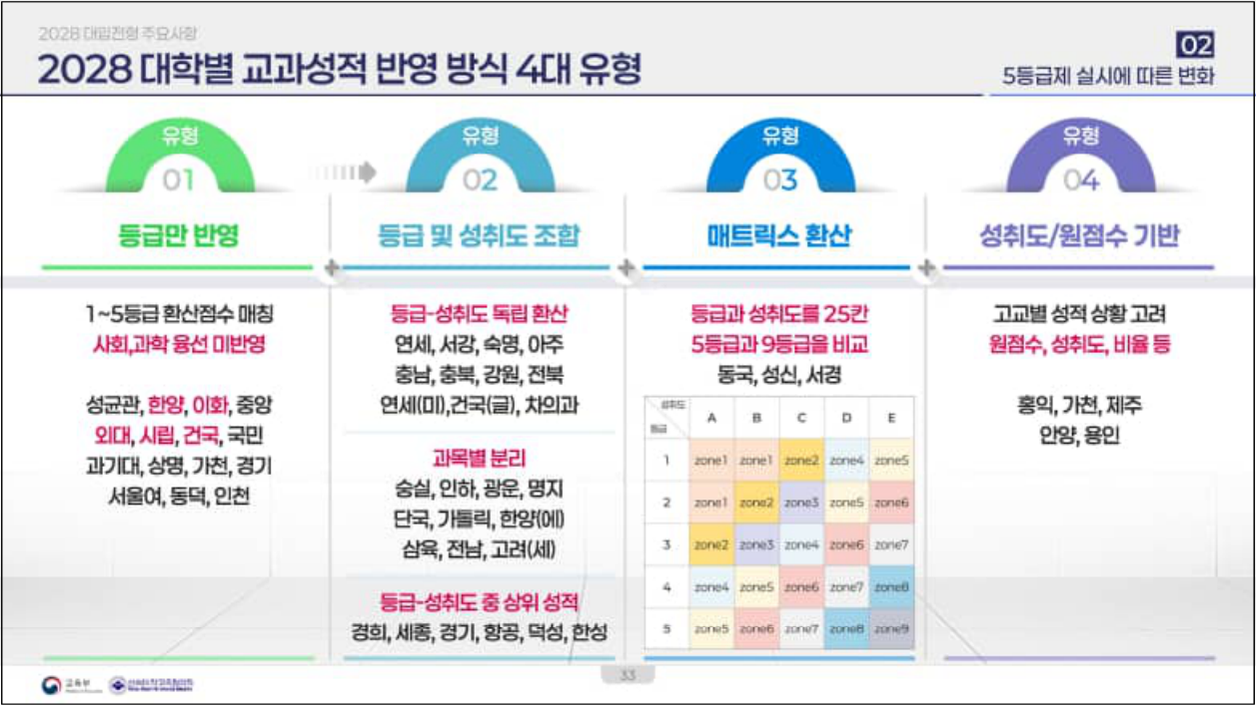 2028 대입전형 주요사항
2028 대학별 교과성적 반영 방식 4대 유형
02
5등급제 실시에 따른 변화
유형
01
등급만 반영
1~5등급 환산점수 매칭
사회,과학 융선 미반영
성균관, 한양, 이화, 중앙
외대, 시립, 건국, 국민
과기대, 상명, 가천, 경기
서울여, 동덕, 인천
유형
02
등급 및 성취도 조합
등급-성취도 독립 환산
연세, 서강, 숙명, 아주
충남, 충북, 강원, 전북
연세(미),건국(글), 차의과
과목별 분리
숭실, 인하, 광운, 명지
단국, 가톨릭, 한양(에)
삼육, 전남, 고려(세)
등급-성취도 중 상위 성적
경희, 세종, 경기, 항공, 덕성, 한성
유형
03
매트릭스 환산
등급과 성취도를 25칸
5등급과 9등급을 비교
동국, 성신, 서경
성취도 A B C D E
등급
1 zone1 zone1 zone2 zone4 zone5
2 zone1 zone2 zone3 zone5 zone6
3 zone2 zone3 zone4 zone6 zone7
4 zone4 zone5 zone6 zone7 zone8
5 zone5 zone6 zone7 zone8 zone9
유형
04
성취도/원점수 기반
고교별 성적 상황 고려
원점수, 성취도, 비율 등
홍익, 가천, 제주
안양, 용인
교육부
33